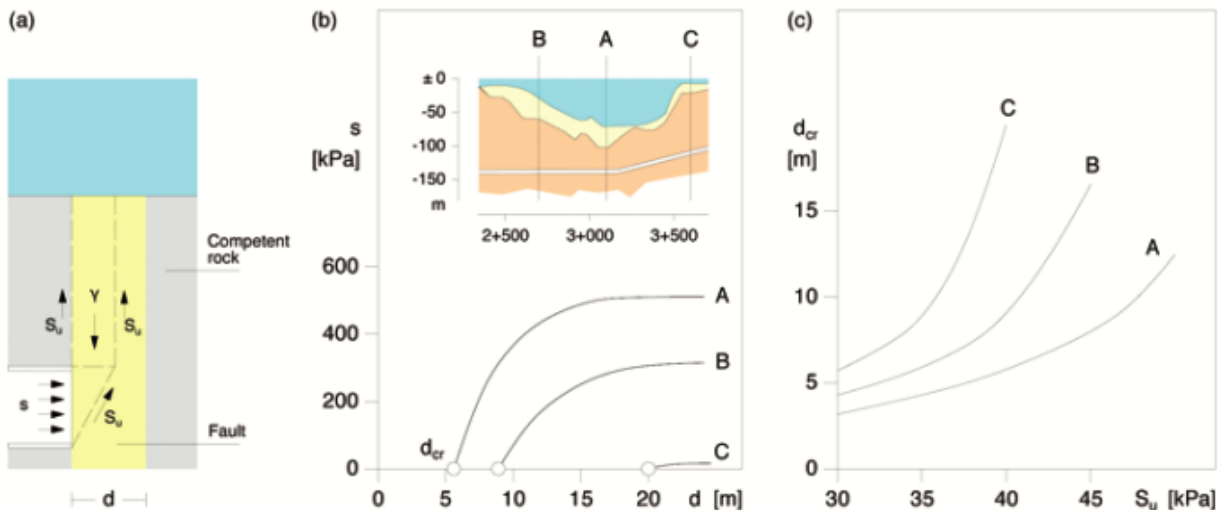 (a)
Competent
rock
γ
S_u
S_u
s
S_u
Fault
d
(b)
B A C
± 0
-50
-100
-150
m
2+500 3+000 3+500
s
[kPa]
600
400
200
0
A
B
C
d_cr
0 5 10 15 20 d [m]
(c)
d_cr
[m]
15
10
5
0
C
B
A
30 35 40 45 S_u [kPa]